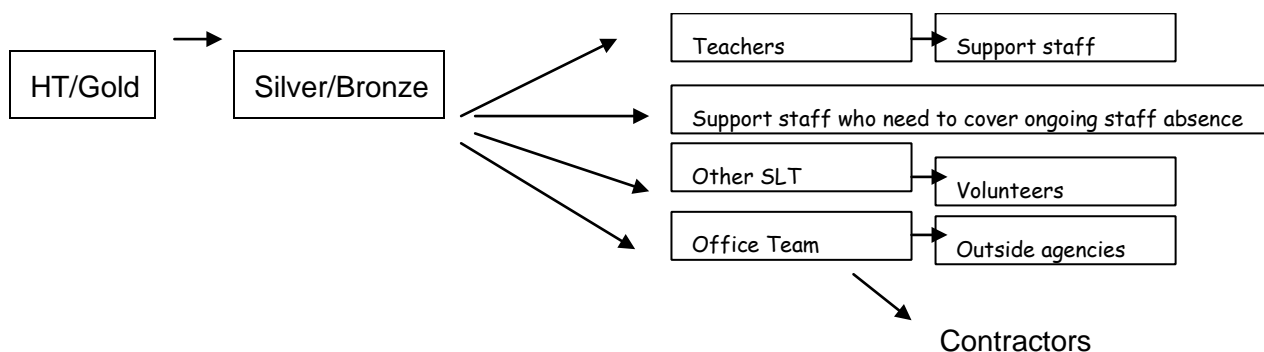 HT/Gold
Silver/Bronze
Teachers
Support staff
Support staff who need to cover ongoing staff absence
Other SLT
Volunteers
Office Team
Outside agencies
Contractors